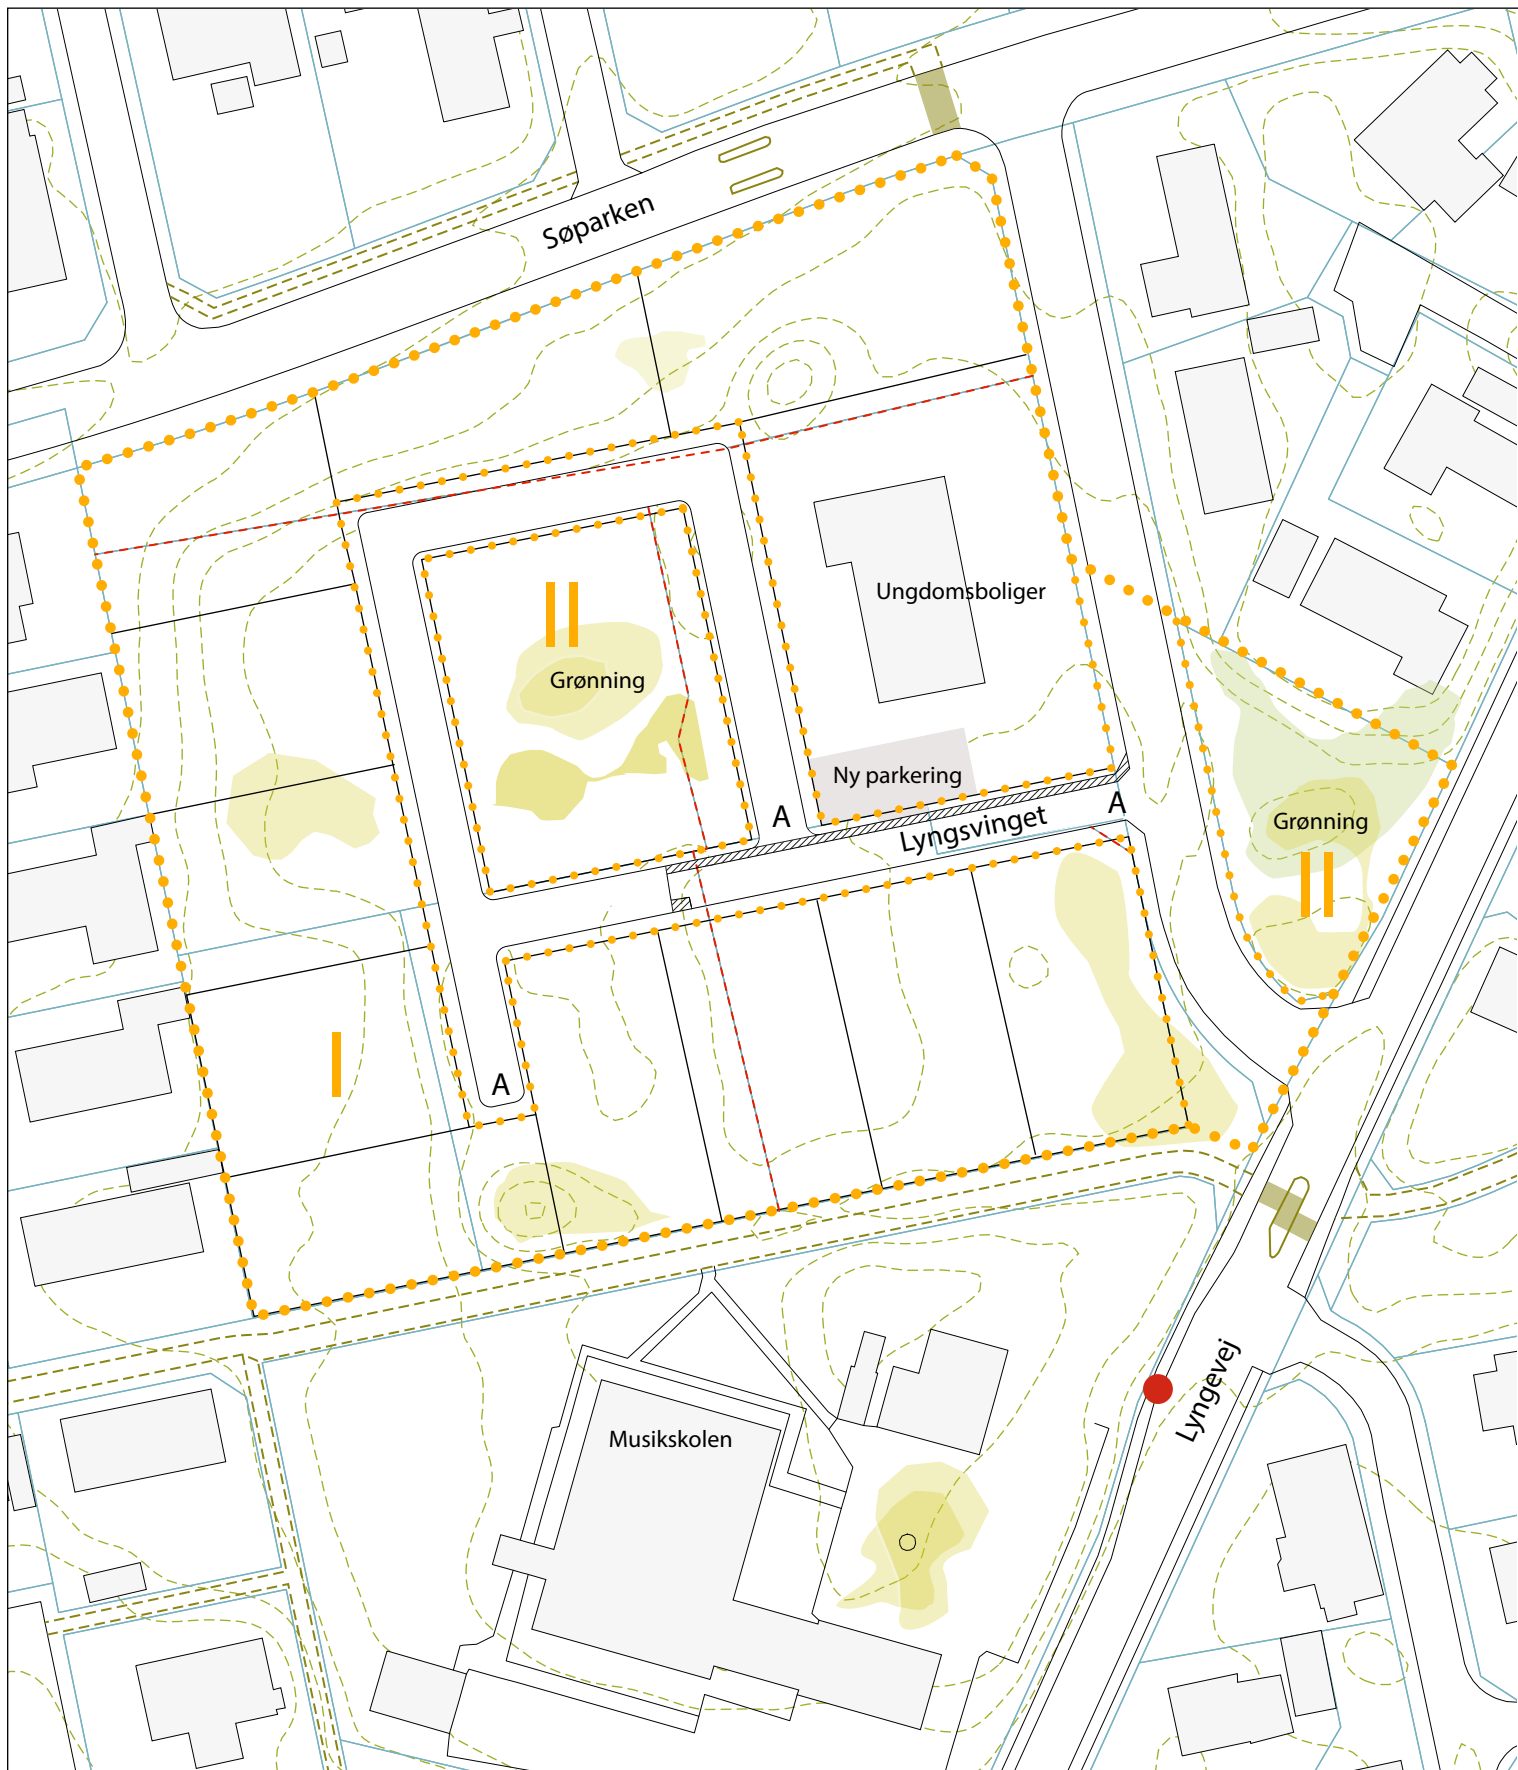 Søparken
Ungdomsboliger
II
Grønning
Ny parkering
A
A
Lyngsvinget
Grønning
II
I
A
Lyngevej
Musikskolen